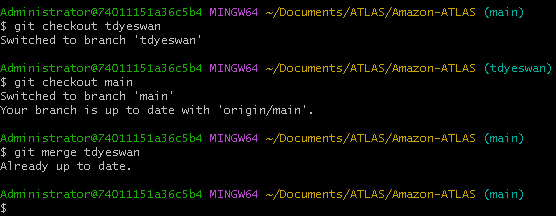 Administrator@74011151a36c5b4 MINGW64 ~/Documents/ATLAS/Amazon-ATLAS (main)
$ git checkout tdyeswan
Switched to branch 'tdyeswan'
Administrator@74011151a36c5b4 MINGW64 ~/Documents/ATLAS/Amazon-ATLAS (tdyeswan)
$ git checkout main
Switched to branch 'main'
Your branch is up to date with 'origin/main'.
Administrator@74011151a36c5b4 MINGW64 ~/Documents/ATLAS/Amazon-ATLAS (main)
$ git merge tdyeswan
Already up to date.
Administrator@74011151a36c5b4 MINGW64 ~/Documents/ATLAS/Amazon-ATLAS (main)
$